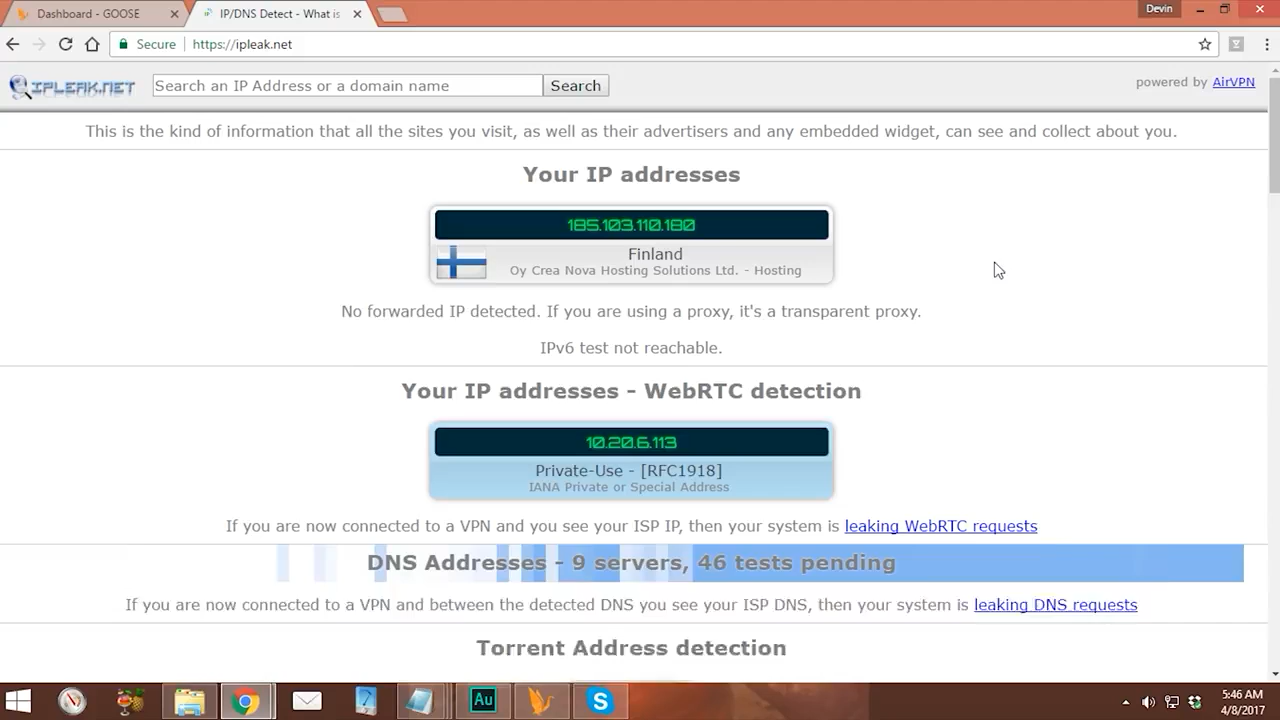 Dashboard - GOOSE
IP/DNS Detect - What is
Devin
Secure
https://ipleak.net
IPLEAK.NET
Search an IP Address or a domain name
Search
powered by AirVPN
This is the kind of information that all the sites you visit, as well as their advertisers and any embedded widget, can see and collect about you.
Your IP addresses
185.103.110.180
Finland
Oy Crea Nova Hosting Solutions Ltd. - Hosting
No forwarded IP detected. If you are using a proxy, it's a transparent proxy.
IPv6 test not reachable.
Your IP addresses - WebRTC detection
10.20.6.113
Private-Use - [RFC1918]
IANA Private or Special Address
If you are now connected to a VPN and you see your ISP IP, then your system is leaking WebRTC requests
DNS Addresses - 9 servers, 46 tests pending
If you are now connected to a VPN and between the detected DNS you see your ISP DNS, then your system is leaking DNS requests
Torrent Address detection
Au
5:46 AM
4/8/2017